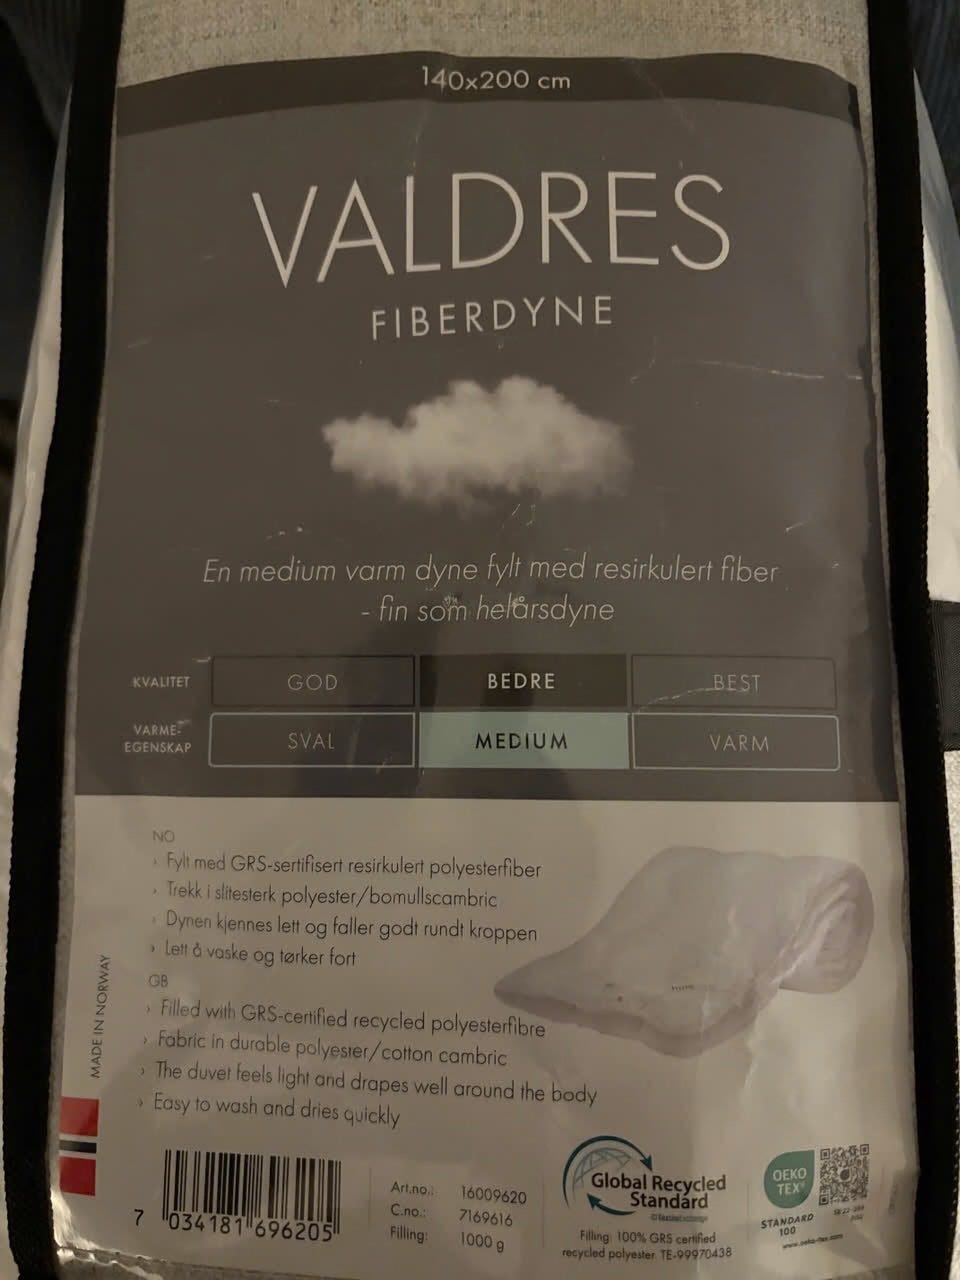 140x200 cm
VALDRES
FIBERDYNE
En medium varm dyne fylt med resirkulert fiber
- fin som helårsdyne
KVALITET GOD BEDRE BEST
VARME-
EGENSKAP SVAL MEDIUM VARM
NO
› Fylt med GRS-sertifisert resirkulert polyesterfiber
› Trekk i slitesterk polyester/bomullscambric
› Dynen kjennes lett og faller godt rundt kroppen
› Lett å vaske og tørker fort
GB
› Filled with GRS-certified recycled polyesterfibre
› Fabric in durable polyester/cotton cambric
› The duvet feels light and drapes well around the body
› Easy to wash and dries quickly
MADE IN NORWAY
7 034181 696205
Art.no.: 16009620
C.no.: 7169616
Filling: 1000 g
Global Recycled
Standard
Filling: 100% GRS certified
recycled polyester TE-99970438
OEKO
TEX®
STANDARD
100
www.oeko-tex.com